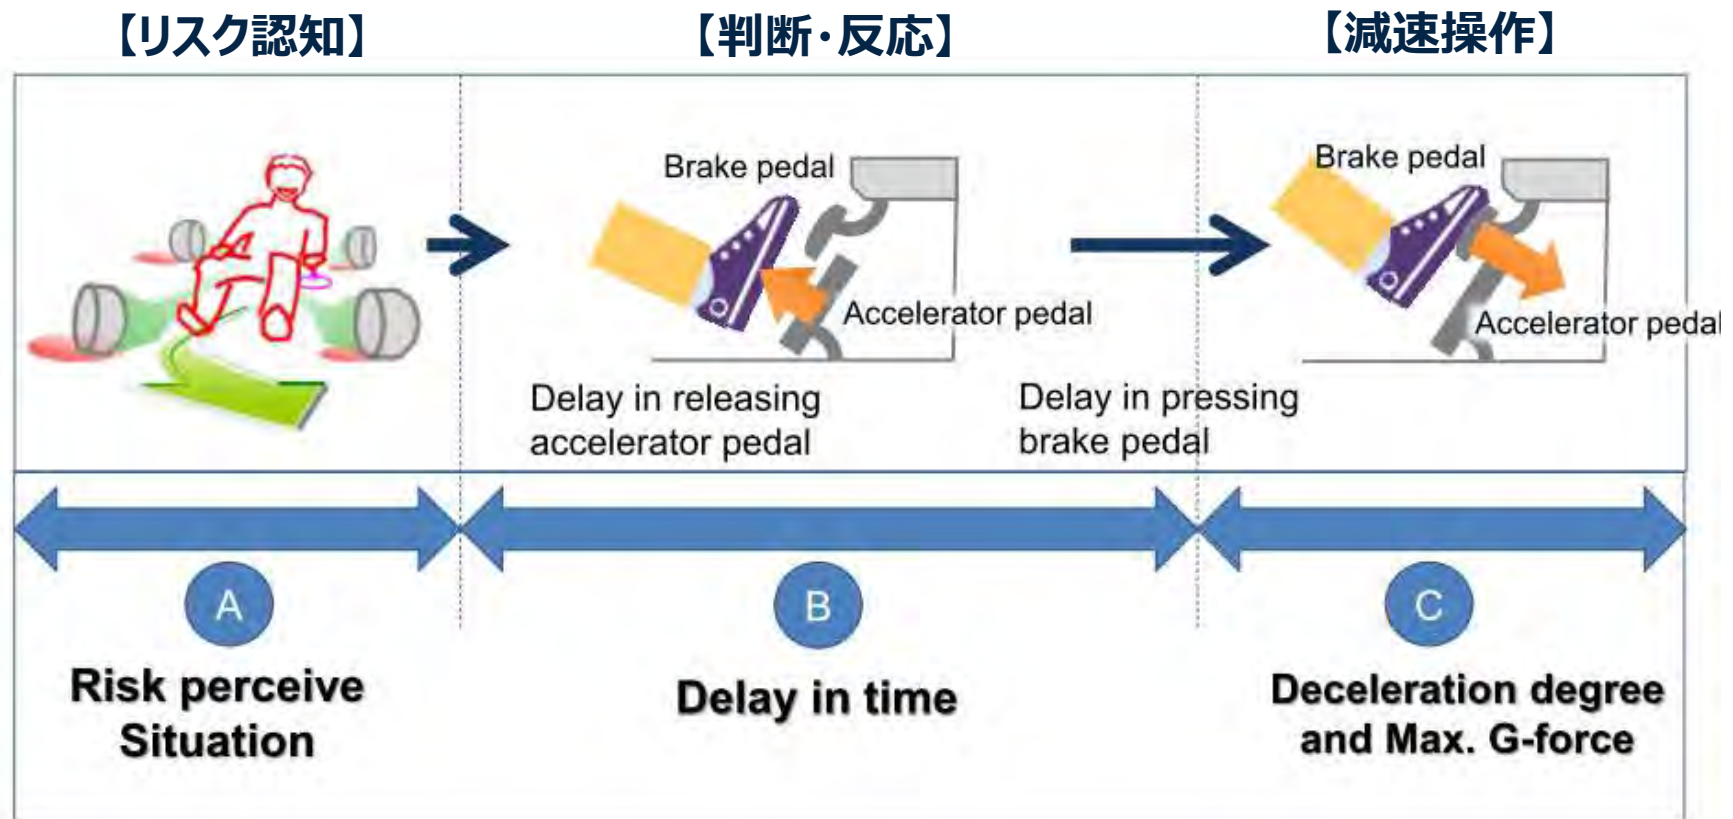 【リスク認知】
【判断・反応】
【減速操作】
Brake pedal
Accelerator pedal
Delay in releasing
accelerator pedal
Delay in pressing
brake pedal
Brake pedal
Accelerator pedal
A
B
C
Risk perceive
Situation
Delay in time
Deceleration degree
and Max. G-force